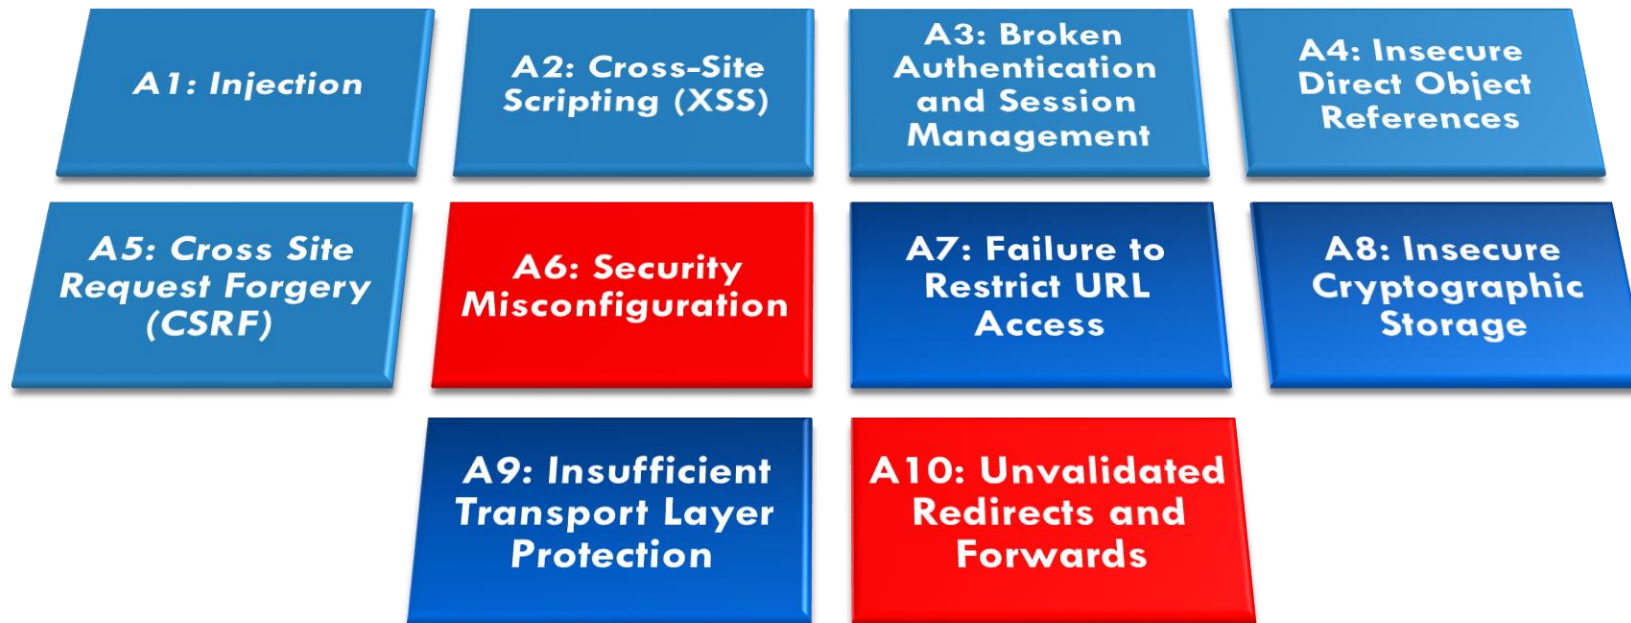 A1: Injection
A2: Cross-Site
Scripting (XSS)
A3: Broken
Authentication
and Session
Management
A4: Insecure
Direct Object
References
A5: Cross Site
Request Forgery
(CSRF)
A6: Security
Misconfiguration
A7: Failure to
Restrict URL
Access
A8: Insecure
Cryptographic
Storage
A9: Insufficient
Transport Layer
Protection
A10: Unvalidated
Redirects and
Forwards